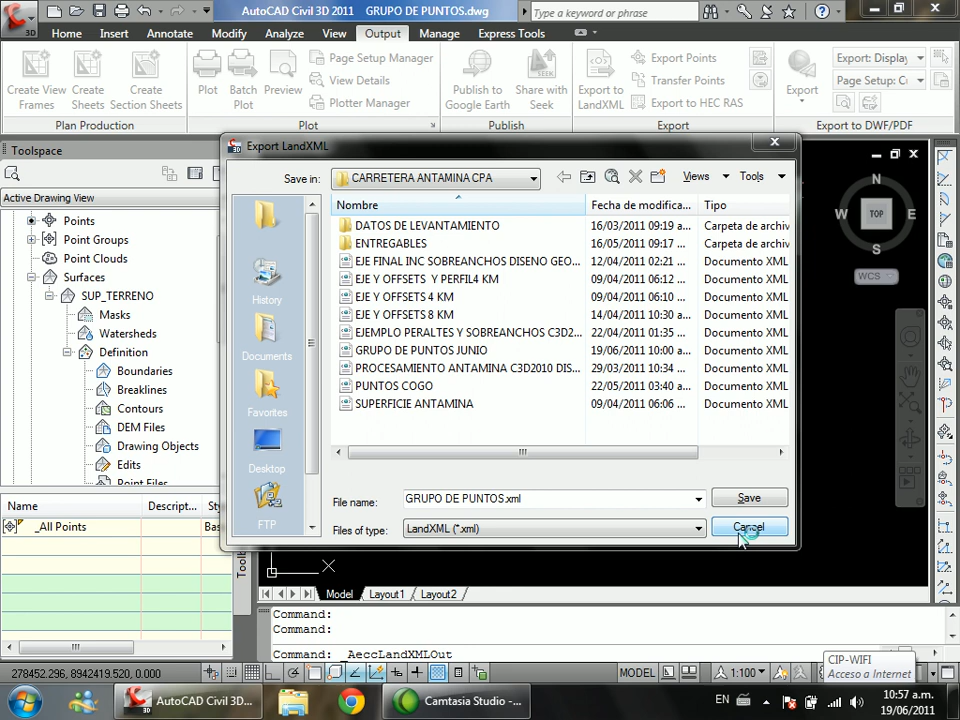 AutoCAD Civil 3D 2011 GRUPO DE PUNTOS.dwg
Type a keyword or phrase
3D
Home Insert Annotate Modify Analyze View Output Manage Express Tools
Create View Frames
Create Sheets
Create Section Sheets
Plan Production
Plot
Batch Plot
Preview
Page Setup Manager
View Details
Plotter Manager
Plot
Publish to Google Earth
Share with Seek
SEEK
Publish
Export to LandXML
Export Points
Transfer Points
Export to HEC RAS
Export
Export
Export: Display
Page Setup: C
Export to DWF/PDF
Toolspace
Active Drawing View
Points
Point Groups
Point Clouds
Surfaces
SUP_TERRENO
Masks
Watersheds
Definition
Boundaries
Breaklines
Contours
DEM Files
Drawing Objects
Edits
Point Files
Name Descript... Sty
_All Points Bas
Export LandXML
Save in: CARRETERA ANTAMINA CPA
Views Tools
Nombre Fecha de modifica... Tipo
DATOS DE LEVANTAMIENTO 16/03/2011 09:19 a... Carpeta de archiv
ENTREGABLES 16/05/2011 09:17 ... Carpeta de archiv
EJE FINAL INC SOBREANCHOS DISENO GEO... 12/04/2011 02:21 ... Documento XML
EJE Y OFFSETS Y PERFIL4 KM 09/04/2011 06:12 ... Documento XML
EJE Y OFFSETS 4 KM 09/04/2011 06:10 ... Documento XML
EJE Y OFFSETS 8 KM 14/04/2011 10:30 a... Documento XML
EJEMPLO PERALTES Y SOBREANCHOS C3D2... 22/04/2011 01:35 ... Documento XML
GRUPO DE PUNTOS JUNIO 19/06/2011 10:00 a... Documento XML
PROCESAMIENTO ANTAMINA C3D2010 DIS... 29/03/2011 10:34 ... Documento XML
PUNTOS COGO 22/05/2011 03:40 a... Documento XML
SUPERFICIE ANTAMINA 09/04/2011 06:06 ... Documento XML
History
Documents
Favorites
Desktop
FTP
File name: GRUPO DE PUNTOS.xml Save
Files of type: LandXML (*.xml) Cancel
N
W TOP E
S
WCS
Toolb
Model Layout1 Layout2
Command:
Command:
Command: _AeccLandXMLOut
278452.296, 8942419.520, 0.000
MODEL
1:100
CIP-WIFI
Acceso a Internet
AutoCAD Civil 3D...
Camtasia Studio -...
EN
10:57 a.m.
19/06/2011